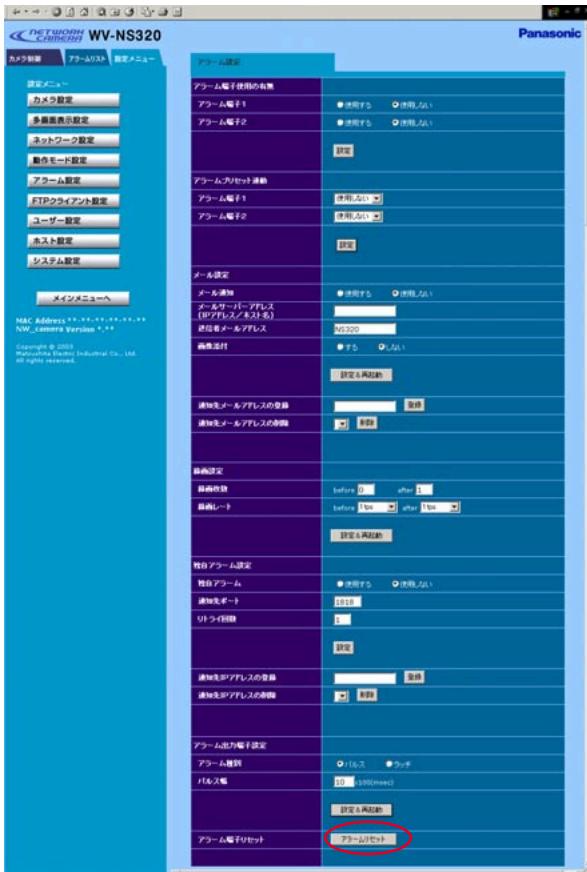 NETWORK CAMERA WV-NS320
Panasonic
カメラ制御 アラームリスト 設定メニュー
アラーム設定
設定メニュー
カメラ設定
多画面表示設定
ネットワーク設定
動作モード設定
アラーム設定
FTPクライアント設定
ユーザー設定
ホスト設定
システム設定
メインメニューへ
MAC Address **-**-**-**-**-**
NW_camera Version *.**
Copyright © 2003
Matsushita Electric Industrial Co., Ltd.
All rights reserved.
アラーム端子使用の有無
アラーム端子1 使用する 使用しない
アラーム端子2 使用する 使用しない
設定
アラームプリセット連動
アラーム端子1 使用しない
アラーム端子2 使用しない
設定
メール設定
メール通知 使用する 使用しない
メールサーバーアドレス
(IPアドレス/ホスト名)
送信者メールアドレス NS320
画像添付 する しない
設定&再起動
通知先メールアドレスの登録 登録
通知先メールアドレスの削除 削除
録画設定
録画枚数 before 0 after 1
録画レート before 1fps after 1fps
設定&再起動
独自アラーム設定
独自アラーム 使用する 使用しない
通知先ポート 1818
リトライ回数 1
設定
通知先IPアドレスの登録 登録
通知先IPアドレスの削除 削除
アラーム出力端子設定
アラーム種別 パルス ラッチ
パルス幅 10 x100(msec)
設定&再起動
アラーム端子リセット アラームリセット